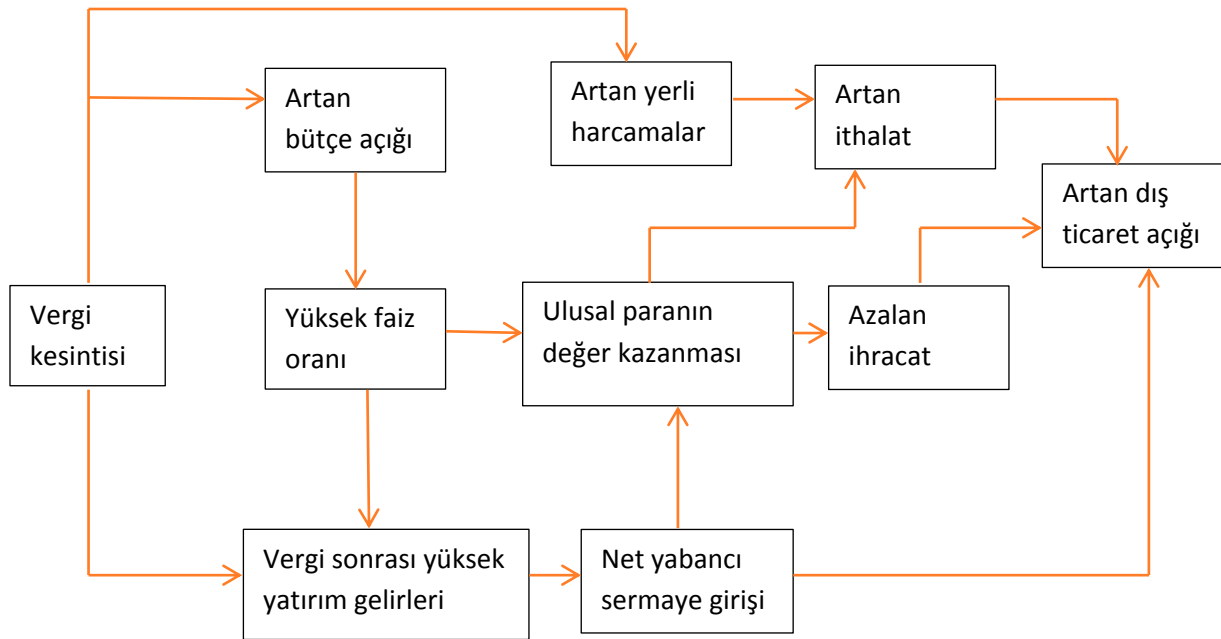 Artan
bütçe açığı
Artan yerli
harcamalar
Artan
ithalat
Artan dış
ticaret açığı
Vergi
kesintisi
Yüksek faiz
oranı
Ulusal paranın
değer kazanması
Azalan
ihracat
Vergi sonrası yüksek
yatırım gelirleri
Net yabancı
sermaye girişi